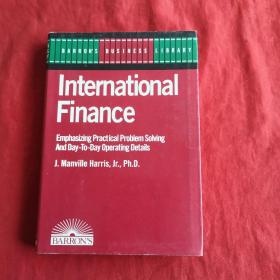 BARRON'S BUSINESS LIBRARY
International
Finance
Emphasizing Practical Problem Solving
And Day-To-Day Operating Details
J. Manville Harris, Jr., Ph.D.
BARRON'S